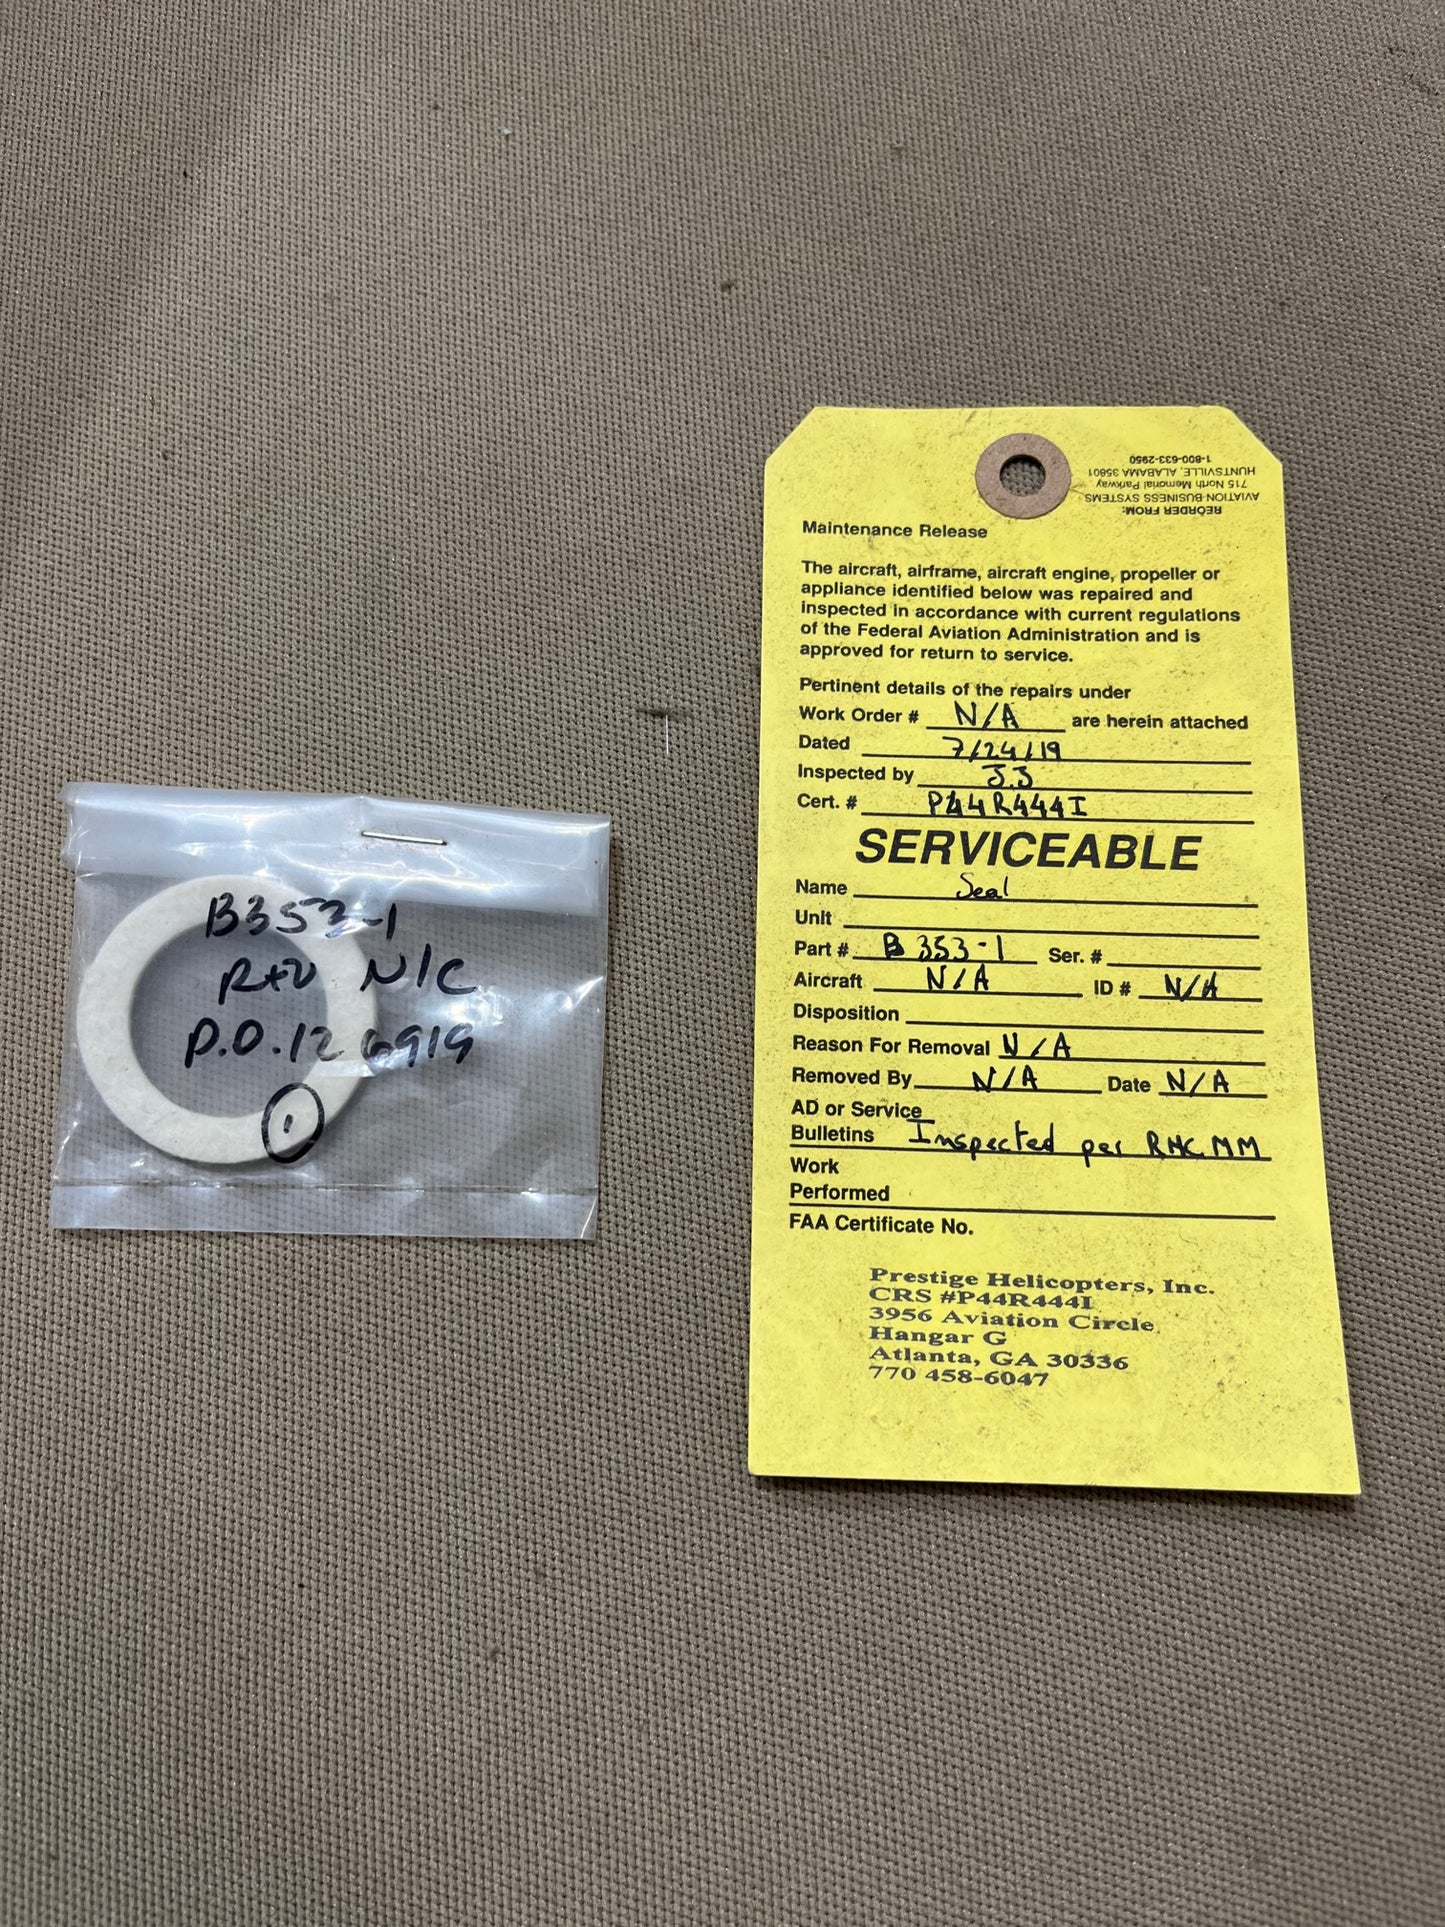 B353-1
R+D N/C
P.O. 126919
1
REORDER FROM:
AVIATION BUSINESS SYSTEMS
715 North Memorial Parkway
HUNTSVILLE, ALABAMA 35801
1-800-633-2950
Maintenance Release
The aircraft, airframe, aircraft engine, propeller or
appliance identified below was repaired and
inspected in accordance with current regulations
of the Federal Aviation Administration and is
approved for return to service.
Pertinent details of the repairs under
Work Order # N/A are herein attached
Dated 7/24/19
Inspected by J.J
Cert. # P44R444I
SERVICEABLE
Name Seal
Unit
Part # B353-1 Ser. #
Aircraft N/A ID # N/A
Disposition
Reason For Removal N/A
Removed By N/A Date N/A
AD or Service
Bulletins Inspected per RHC MM
Work
Performed
FAA Certificate No.
Prestige Helicopters, Inc.
CRS #P44R444I
3956 Aviation Circle
Hangar G
Atlanta, GA 30336
770 458-6047